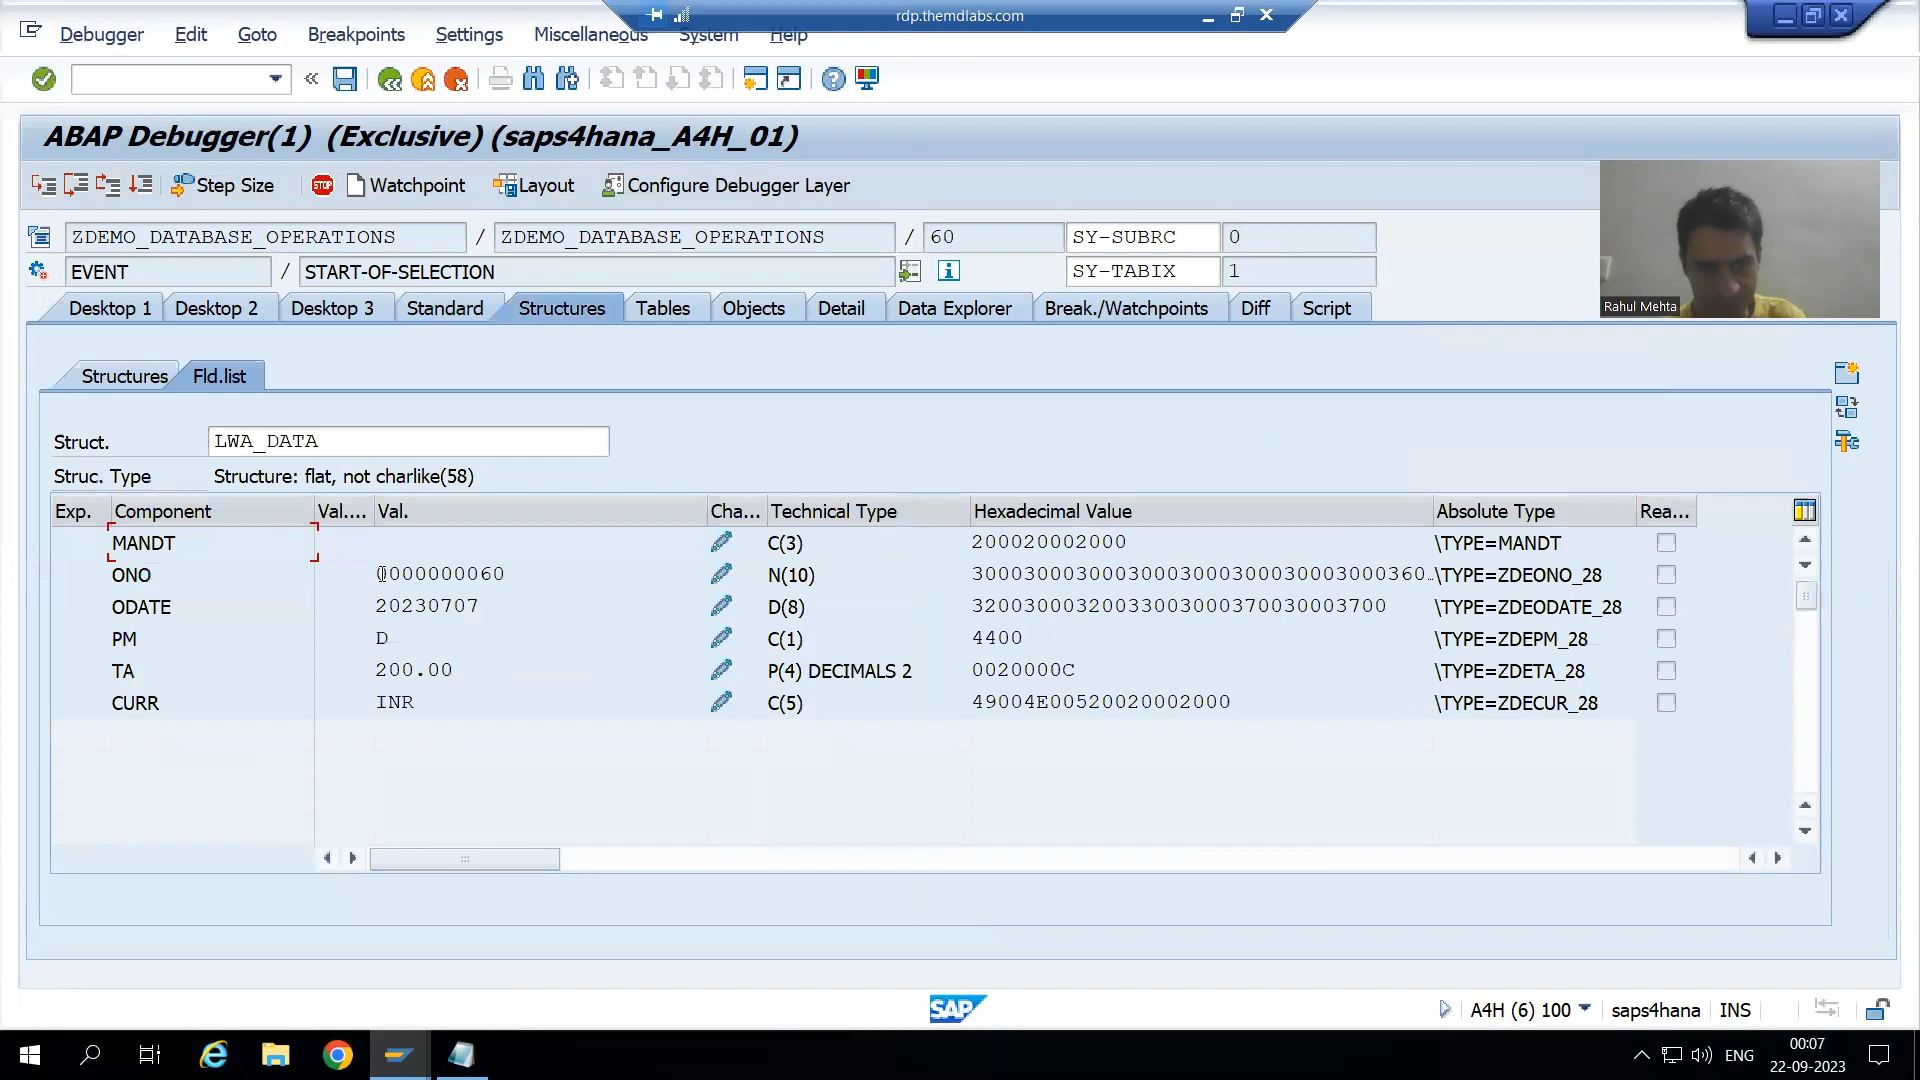 rdp.themdlabs.com
Debugger Edit Goto Breakpoints Settings Miscellaneous System Help
ABAP Debugger(1) (Exclusive) (saps4hana_A4H_01)
Step Size STOP Watchpoint Layout Configure Debugger Layer
ZDEMO_DATABASE_OPERATIONS / ZDEMO_DATABASE_OPERATIONS / 60 SY-SUBRC 0
EVENT / START-OF-SELECTION SY-TABIX 1
Rahul Mehta
Desktop 1 Desktop 2 Desktop 3 Standard Structures Tables Objects Detail Data Explorer Break./Watchpoints Diff Script
Structures Fld.list
Struct. LWA_DATA
Struc. Type Structure: flat, not charlike(58)
Exp. Component Val.... Val. Cha... Technical Type Hexadecimal Value Absolute Type Rea...
MANDT C(3) 200020002000 \TYPE=MANDT
ONO 0000000060 N(10) 300030003000300030003000300030003600... \TYPE=ZDEONO_28
ODATE 20230707 D(8) 32003000320033003000370030003700 \TYPE=ZDEODATE_28
PM D C(1) 4400 \TYPE=ZDEPM_28
TA 200.00 P(4) DECIMALS 2 0020000C \TYPE=ZDETA_28
CURR INR C(5) 49004E00520020002000 \TYPE=ZDECUR_28
SAP A4H (6) 100 saps4hana INS
ENG
00:07
22-09-2023